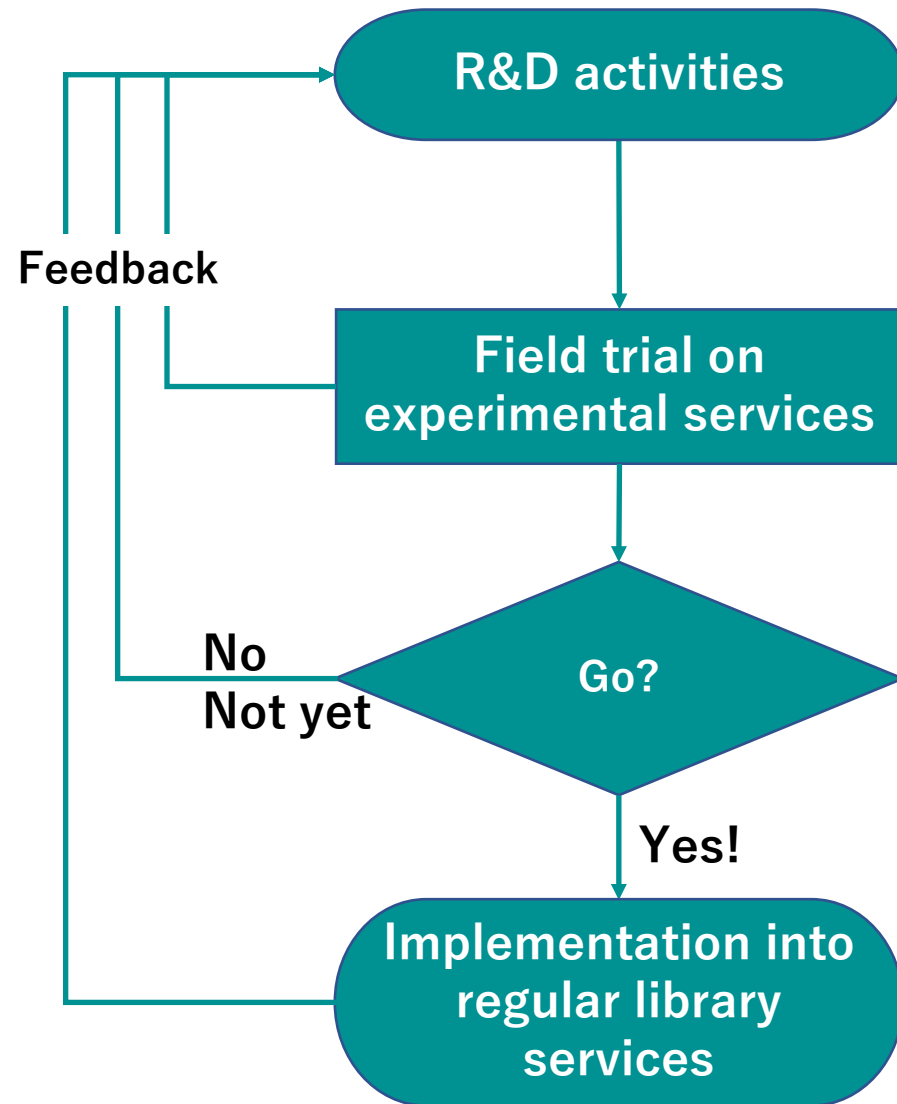 R&D activities
Feedback
Field trial on
experimental services
Go?
No
Not yet
Yes!
Implementation into
regular library
services